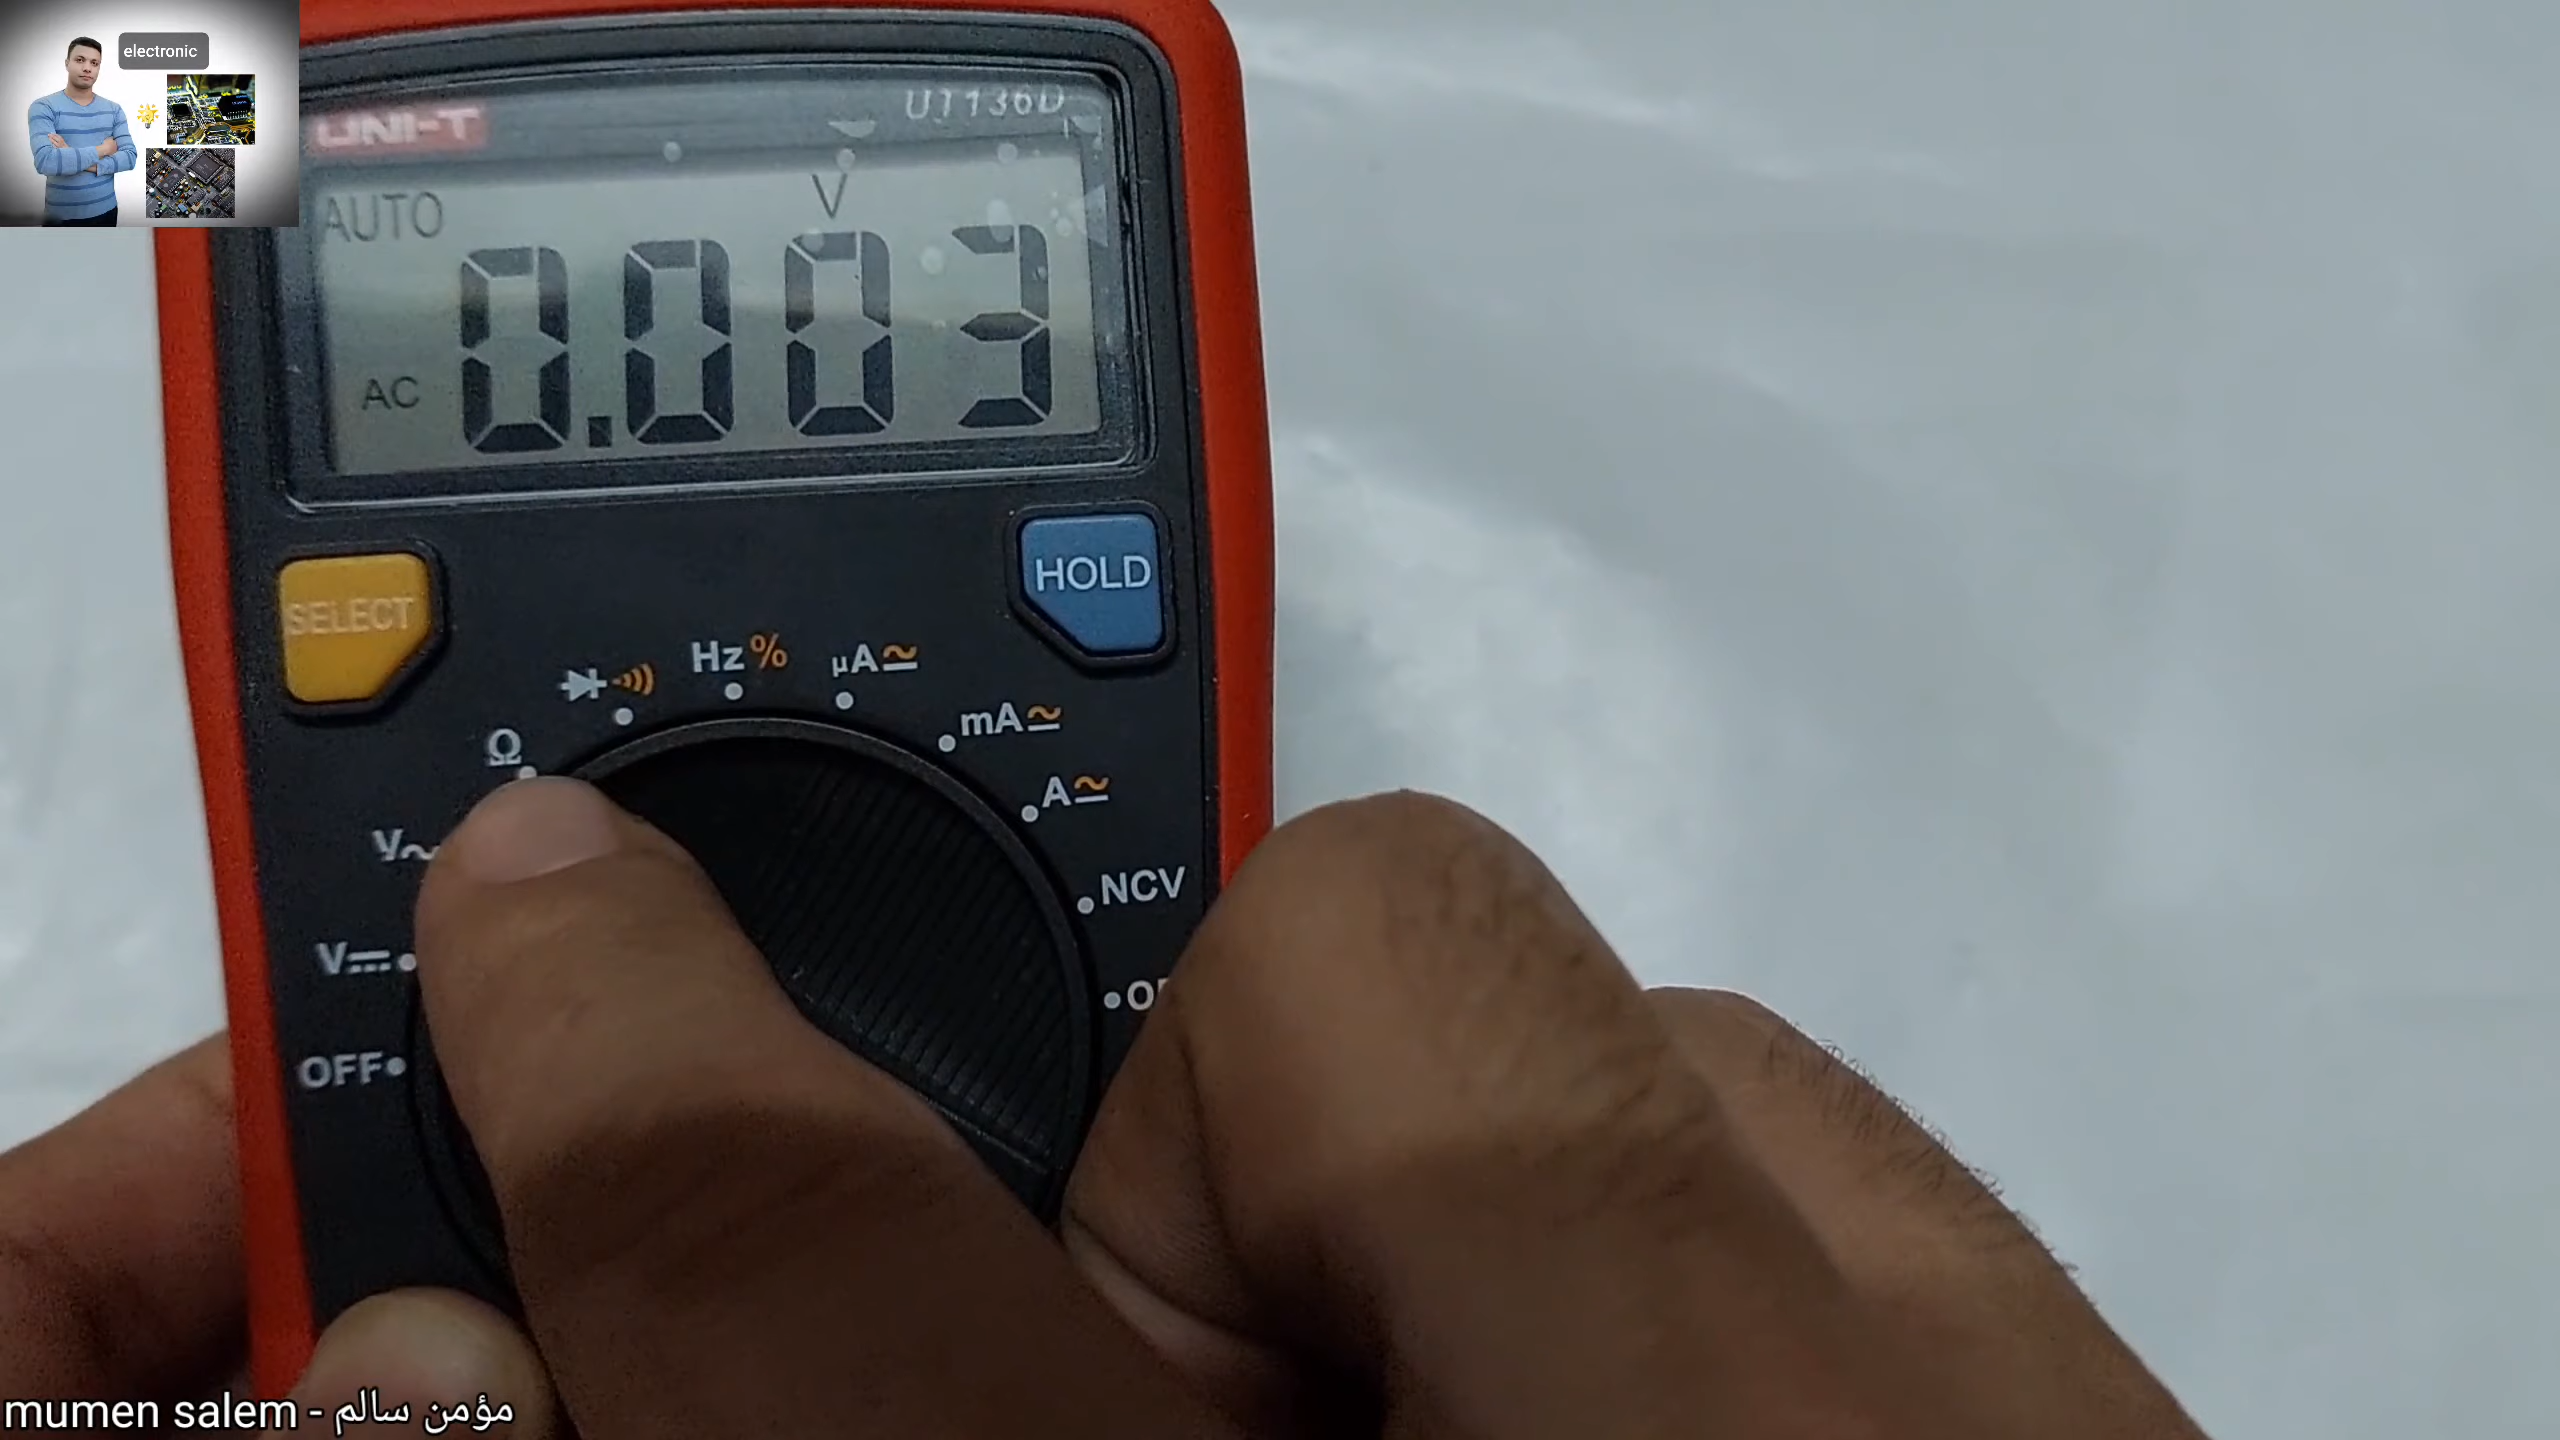 electronic
UNI-T
UT136D
AUTO
V
AC
0.003
SELECT
HOLD
Hz %
µA
mA
Ω
A
V~
NCV
V
OFF
mumen salem - مؤمن سالم